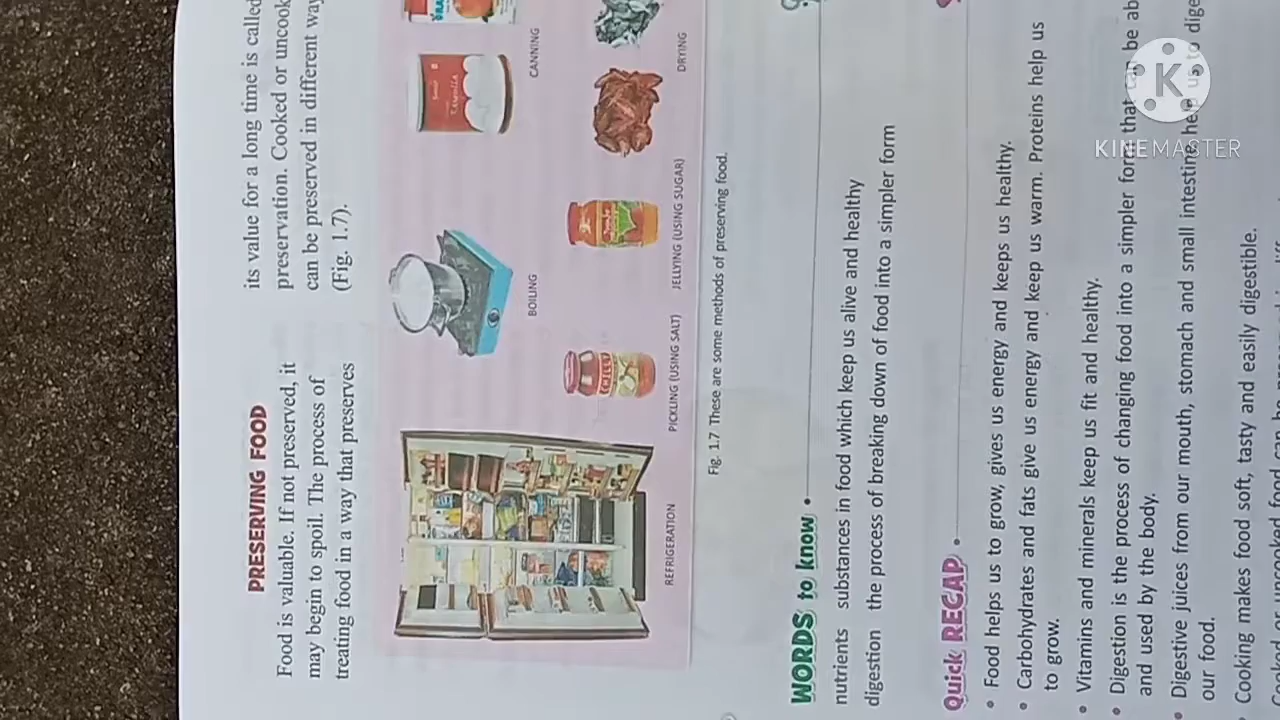 PRESERVING FOOD
Food is valuable. If not preserved, it
may begin to spoil. The process of
treating food in a way that preserves
its value for a long time is called
preservation. Cooked or
can be preserved in different
(Fig. 1.7).
REFRIGERATION
BOILING
CANNING
PICKLING (USING SALT)
JELLYING (USING SUGAR)
DRYING
CHILLI
Fig. 1.7 These are some methods of preserving food.
WORDS to know
nutrients substances in food which keep us alive and healthy
digestion the process of breaking down of food into a simpler form
Quick RECAP
• Food helps us to grow, gives us energy and keeps us healthy.
• Carbohydrates and fats give us energy and keep us warm. Proteins help us
to grow.
• Vitamins and minerals keep us fit and healthy.
• Digestion is the process of changing food into a simpler form that can be
and used by the body.
• Digestive juices from our mouth, stomach and small intestine help us to
our food.
• Cooking makes food soft, tasty and easily digestible.
K
KINEMASTER